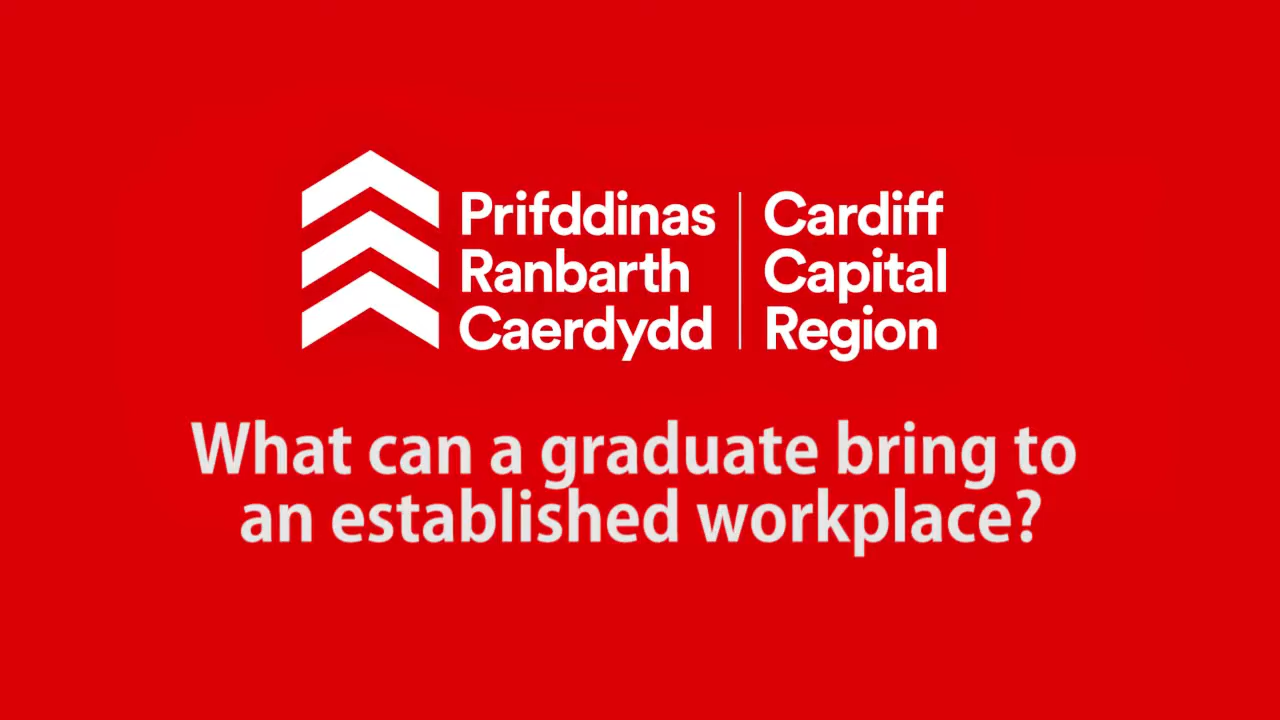 Prifddinas
Ranbarth
Caerdydd
Cardiff
Capital
Region
What can a graduate bring to
an established workplace?